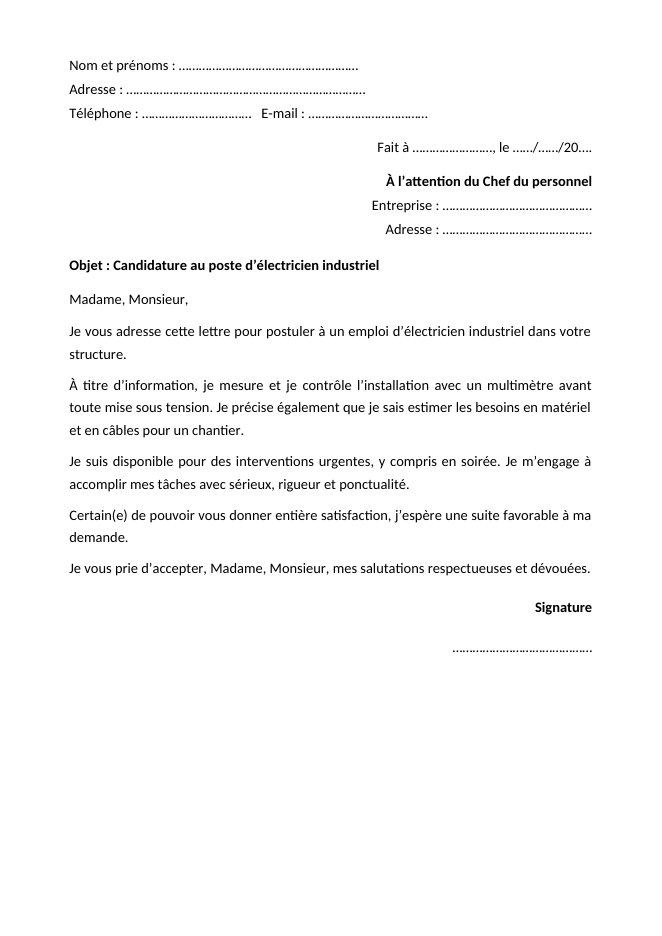 Nom et prénoms : ………………………………………………
Adresse : ………………………………………………………………
Téléphone : …………………………… E-mail : ………………………………
Fait à ……………………, le ……/……/20….
À l’attention du Chef du personnel
Entreprise : ………………………………………
Adresse : ………………………………………
Objet : Candidature au poste d’électricien industriel
Madame, Monsieur,
Je vous adresse cette lettre pour postuler à un emploi d’électricien industriel dans votre
structure.
À titre d’information, je mesure et je contrôle l’installation avec un multimètre avant
toute mise sous tension. Je précise également que je sais estimer les besoins en matériel
et en câbles pour un chantier.
Je suis disponible pour des interventions urgentes, y compris en soirée. Je m’engage à
accomplir mes tâches avec sérieux, rigueur et ponctualité.
Certain(e) de pouvoir vous donner entière satisfaction, j’espère une suite favorable à ma
demande.
Je vous prie d’accepter, Madame, Monsieur, mes salutations respectueuses et dévouées.
Signature
……………………………………